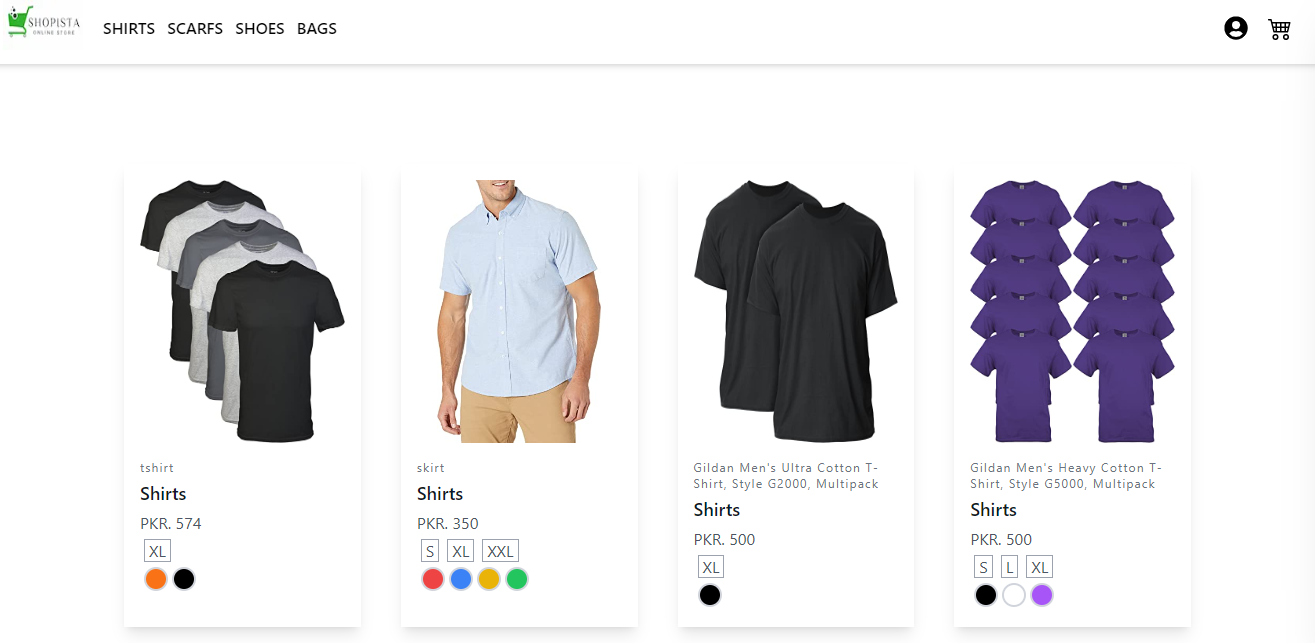 SHOPISTA
ONLINE STORE
SHIRTS SCARFS SHOES BAGS
tshirt
Shirts
PKR. 574
XL
skirt
Shirts
PKR. 350
S XL XXL
Gildan Men's Ultra Cotton T-
Shirt, Style G2000, Multipack
Shirts
PKR. 500
XL
Gildan Men's Heavy Cotton T-
Shirt, Style G5000, Multipack
Shirts
PKR. 500
S L XL